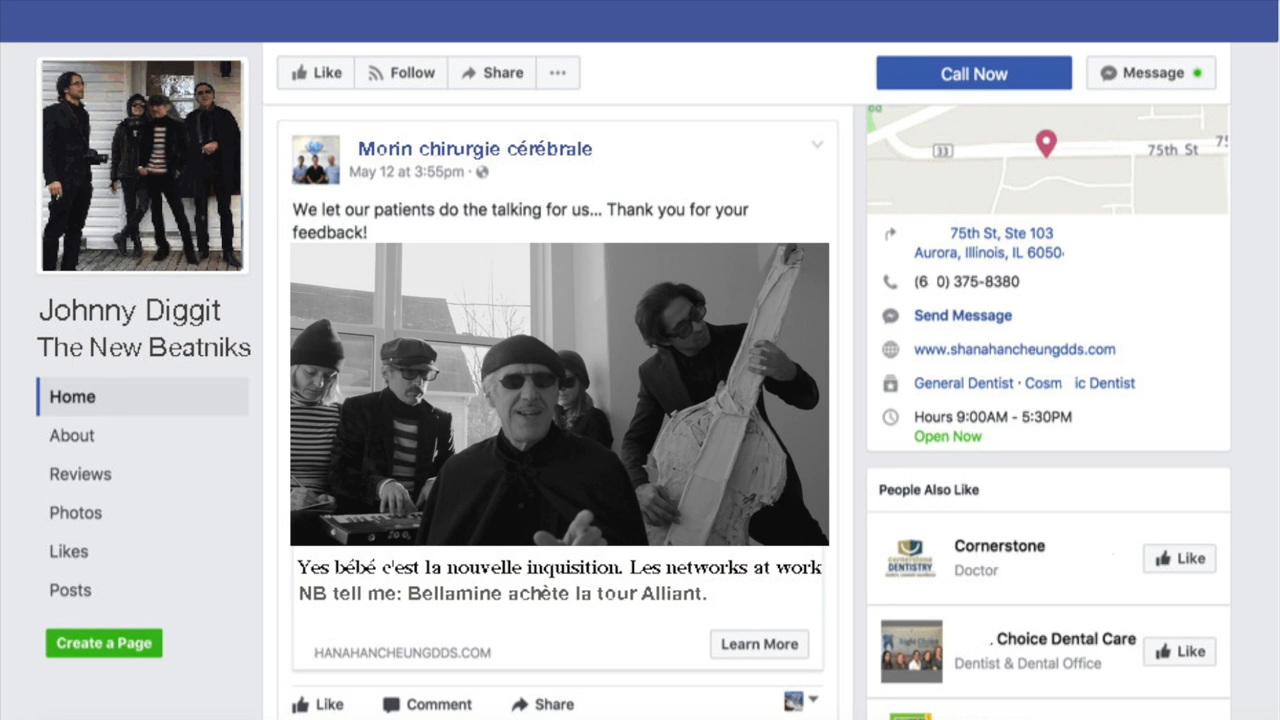 Johnny Diggit
The New Beatniks
Home
About
Reviews
Photos
Likes
Posts
Create a Page
Like
Follow
Share
Call Now
Message
Morin chirurgie cérébrale
May 12 at 3:55pm ·
We let our patients do the talking for us... Thank you for your
feedback!
Yes bébé c'est la nouvelle inquisition. Les networks at work
NB tell me: Bellamine achète la tour Alliant.
HANAHANCHEUNGDDS.COM
Learn More
Like
Comment
Share
33
75th St
75th St, Ste 103
Aurora, Illinois, IL 6050
(6 0) 375-8380
Send Message
www.shanahancheungdds.com
General Dentist · Cosm ic Dentist
Hours 9:00AM - 5:30PM
Open Now
People Also Like
CORNERSTONE
DENTISTRY
Cornerstone
Doctor
Like
. Choice Dental Care
Dentist & Dental Office
Like